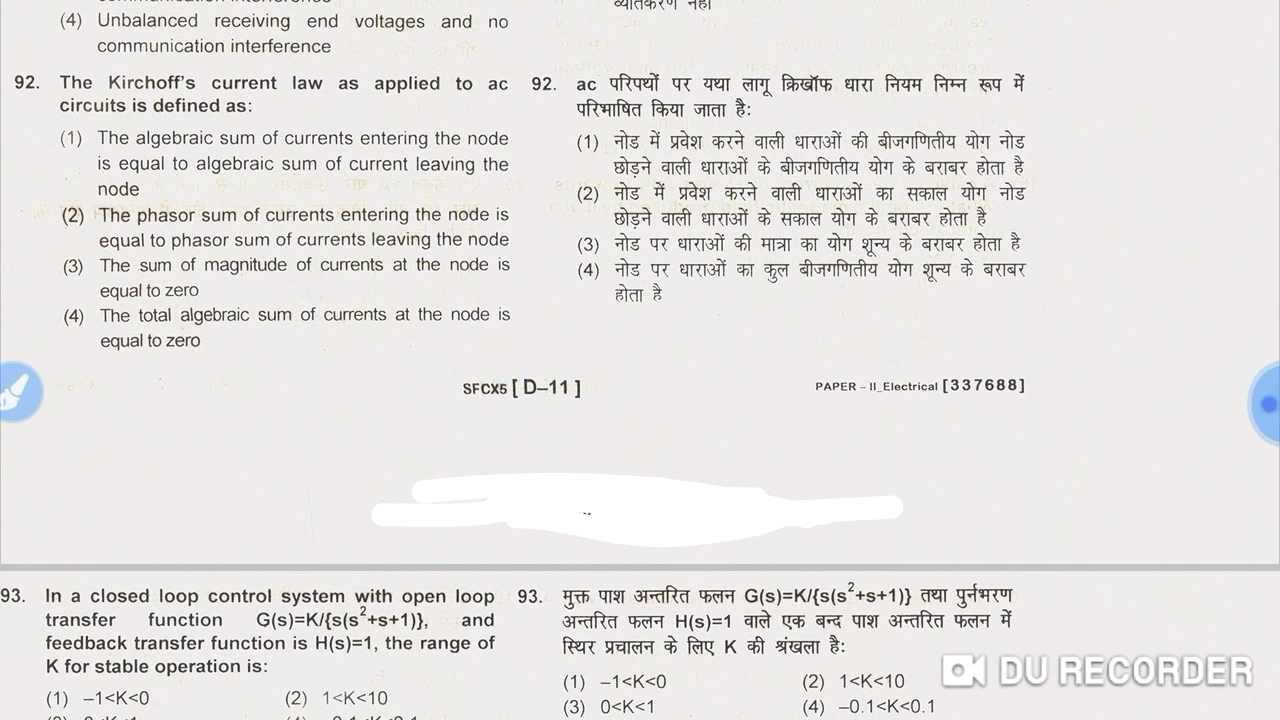 व्यतिकरण नहीं
(4) Unbalanced receiving end voltages and no
communication interference
92. The Kirchoff's current law as applied to ac
circuits is defined as:
(1) The algebraic sum of currents entering the node
is equal to algebraic sum of current leaving the
node
(2) The phasor sum of currents entering the node is
equal to phasor sum of currents leaving the node
(3) The sum of magnitude of currents at the node is
equal to zero
(4) The total algebraic sum of currents at the node is
equal to zero
92. ac परिपथों पर यथा लागू क्रिखॉफ धारा नियम निम्न रूप में
परिभाषित किया जाता है:
(1) नोड में प्रवेश करने वाली धाराओं की बीजगणितीय योग नोड
छोड़ने वाली धाराओं के बीजगणितीय योग के बराबर होता है
(2) नोड में प्रवेश करने वाली धाराओं का सकाल योग नोड
छोड़ने वाली धाराओं के सकाल योग के बराबर होता है
(3) नोड पर धाराओं की मात्रा का योग शून्य के बराबर होता है
(4) नोड पर धाराओं का कुल बीजगणितीय योग शून्य के बराबर
होता है
SFCX5 [ D–11 ]
PAPER – II_Electrical [337688]
93. In a closed loop control system with open loop
transfer function G(s)=K/{s(s²+s+1)}, and
feedback transfer function is H(s)=1, the range of
K for stable operation is:
(1) –1<K<0 (2) 1<K<10
93. मुक्त पाश अन्तरित फलन G(s)=K/{s(s²+s+1)} तथा पुर्नभरण
अन्तरित फलन H(s)=1 वाले एक बन्द पाश अन्तरित फलन में
स्थिर प्रचालन के लिए K की श्रंखला है:
(1) –1<K<0 (2) 1<K<10
(3) 0<K<1 (4) –0.1<K<0.1
DU RECORDER